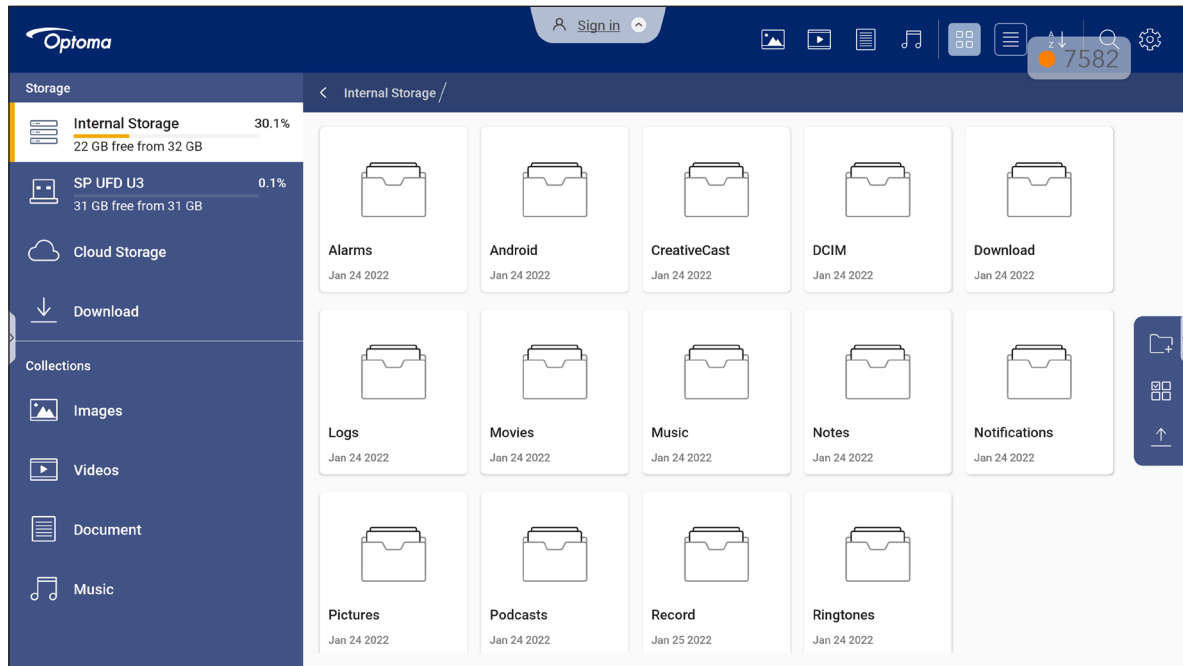 Optoma
Sign in
A
Z
7582
Storage
Internal Storage 30.1%
22 GB free from 32 GB
SP UFD U3 0.1%
31 GB free from 31 GB
Cloud Storage
Download
Collections
Images
Videos
Document
Music
Internal Storage /
Alarms Android CreativeCast DCIM Download
Jan 24 2022 Jan 24 2022 Jan 24 2022 Jan 24 2022 Jan 24 2022
Logs Movies Music Notes Notifications
Jan 24 2022 Jan 24 2022 Jan 24 2022 Jan 24 2022 Jan 24 2022
Pictures Podcasts Record Ringtones
Jan 24 2022 Jan 24 2022 Jan 25 2022 Jan 24 2022